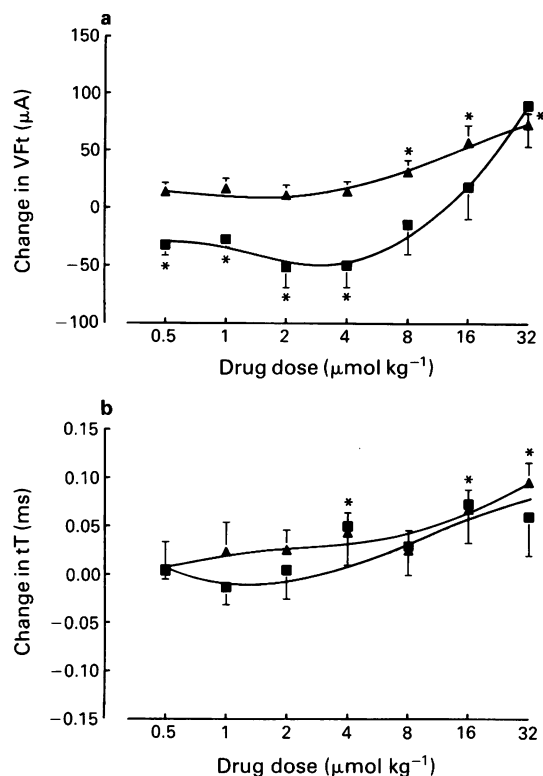 a
150
100
50
0
−50
−100
Change in VFt (μA)
* * * * * * *
0.5 1 2 4 8 16 32
Drug dose (μmol kg⁻¹)
b
0.15
0.10
0.05
0.00
−0.05
−0.10
−0.15
Change in tT (ms)
* * *
0.5 1 2 4 8 16 32
Drug dose (μmol kg⁻¹)